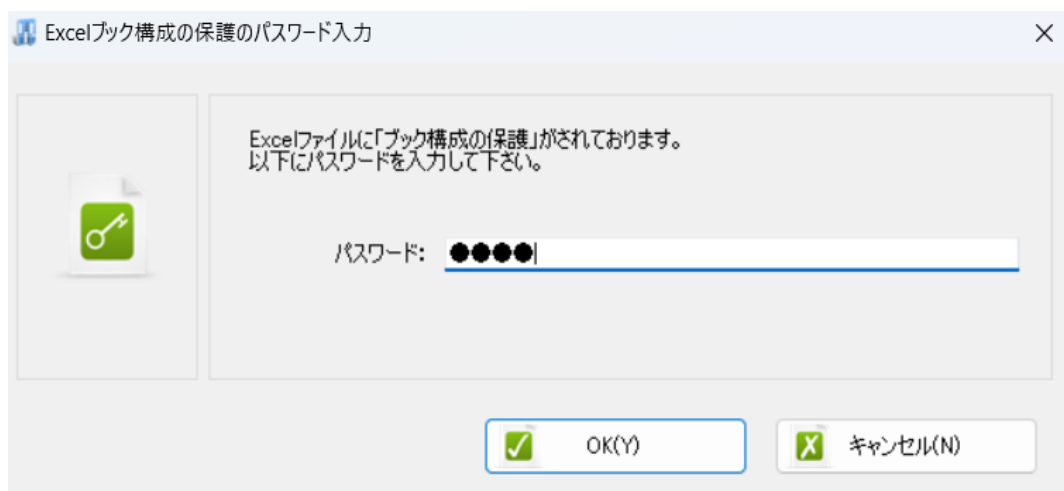 Excelブック構成の保護のパスワード入力
Excelファイルに「ブック構成の保護」がされております。
以下にパスワードを入力して下さい。
パスワード: ●●●●
OK(Y)
キャンセル(N)